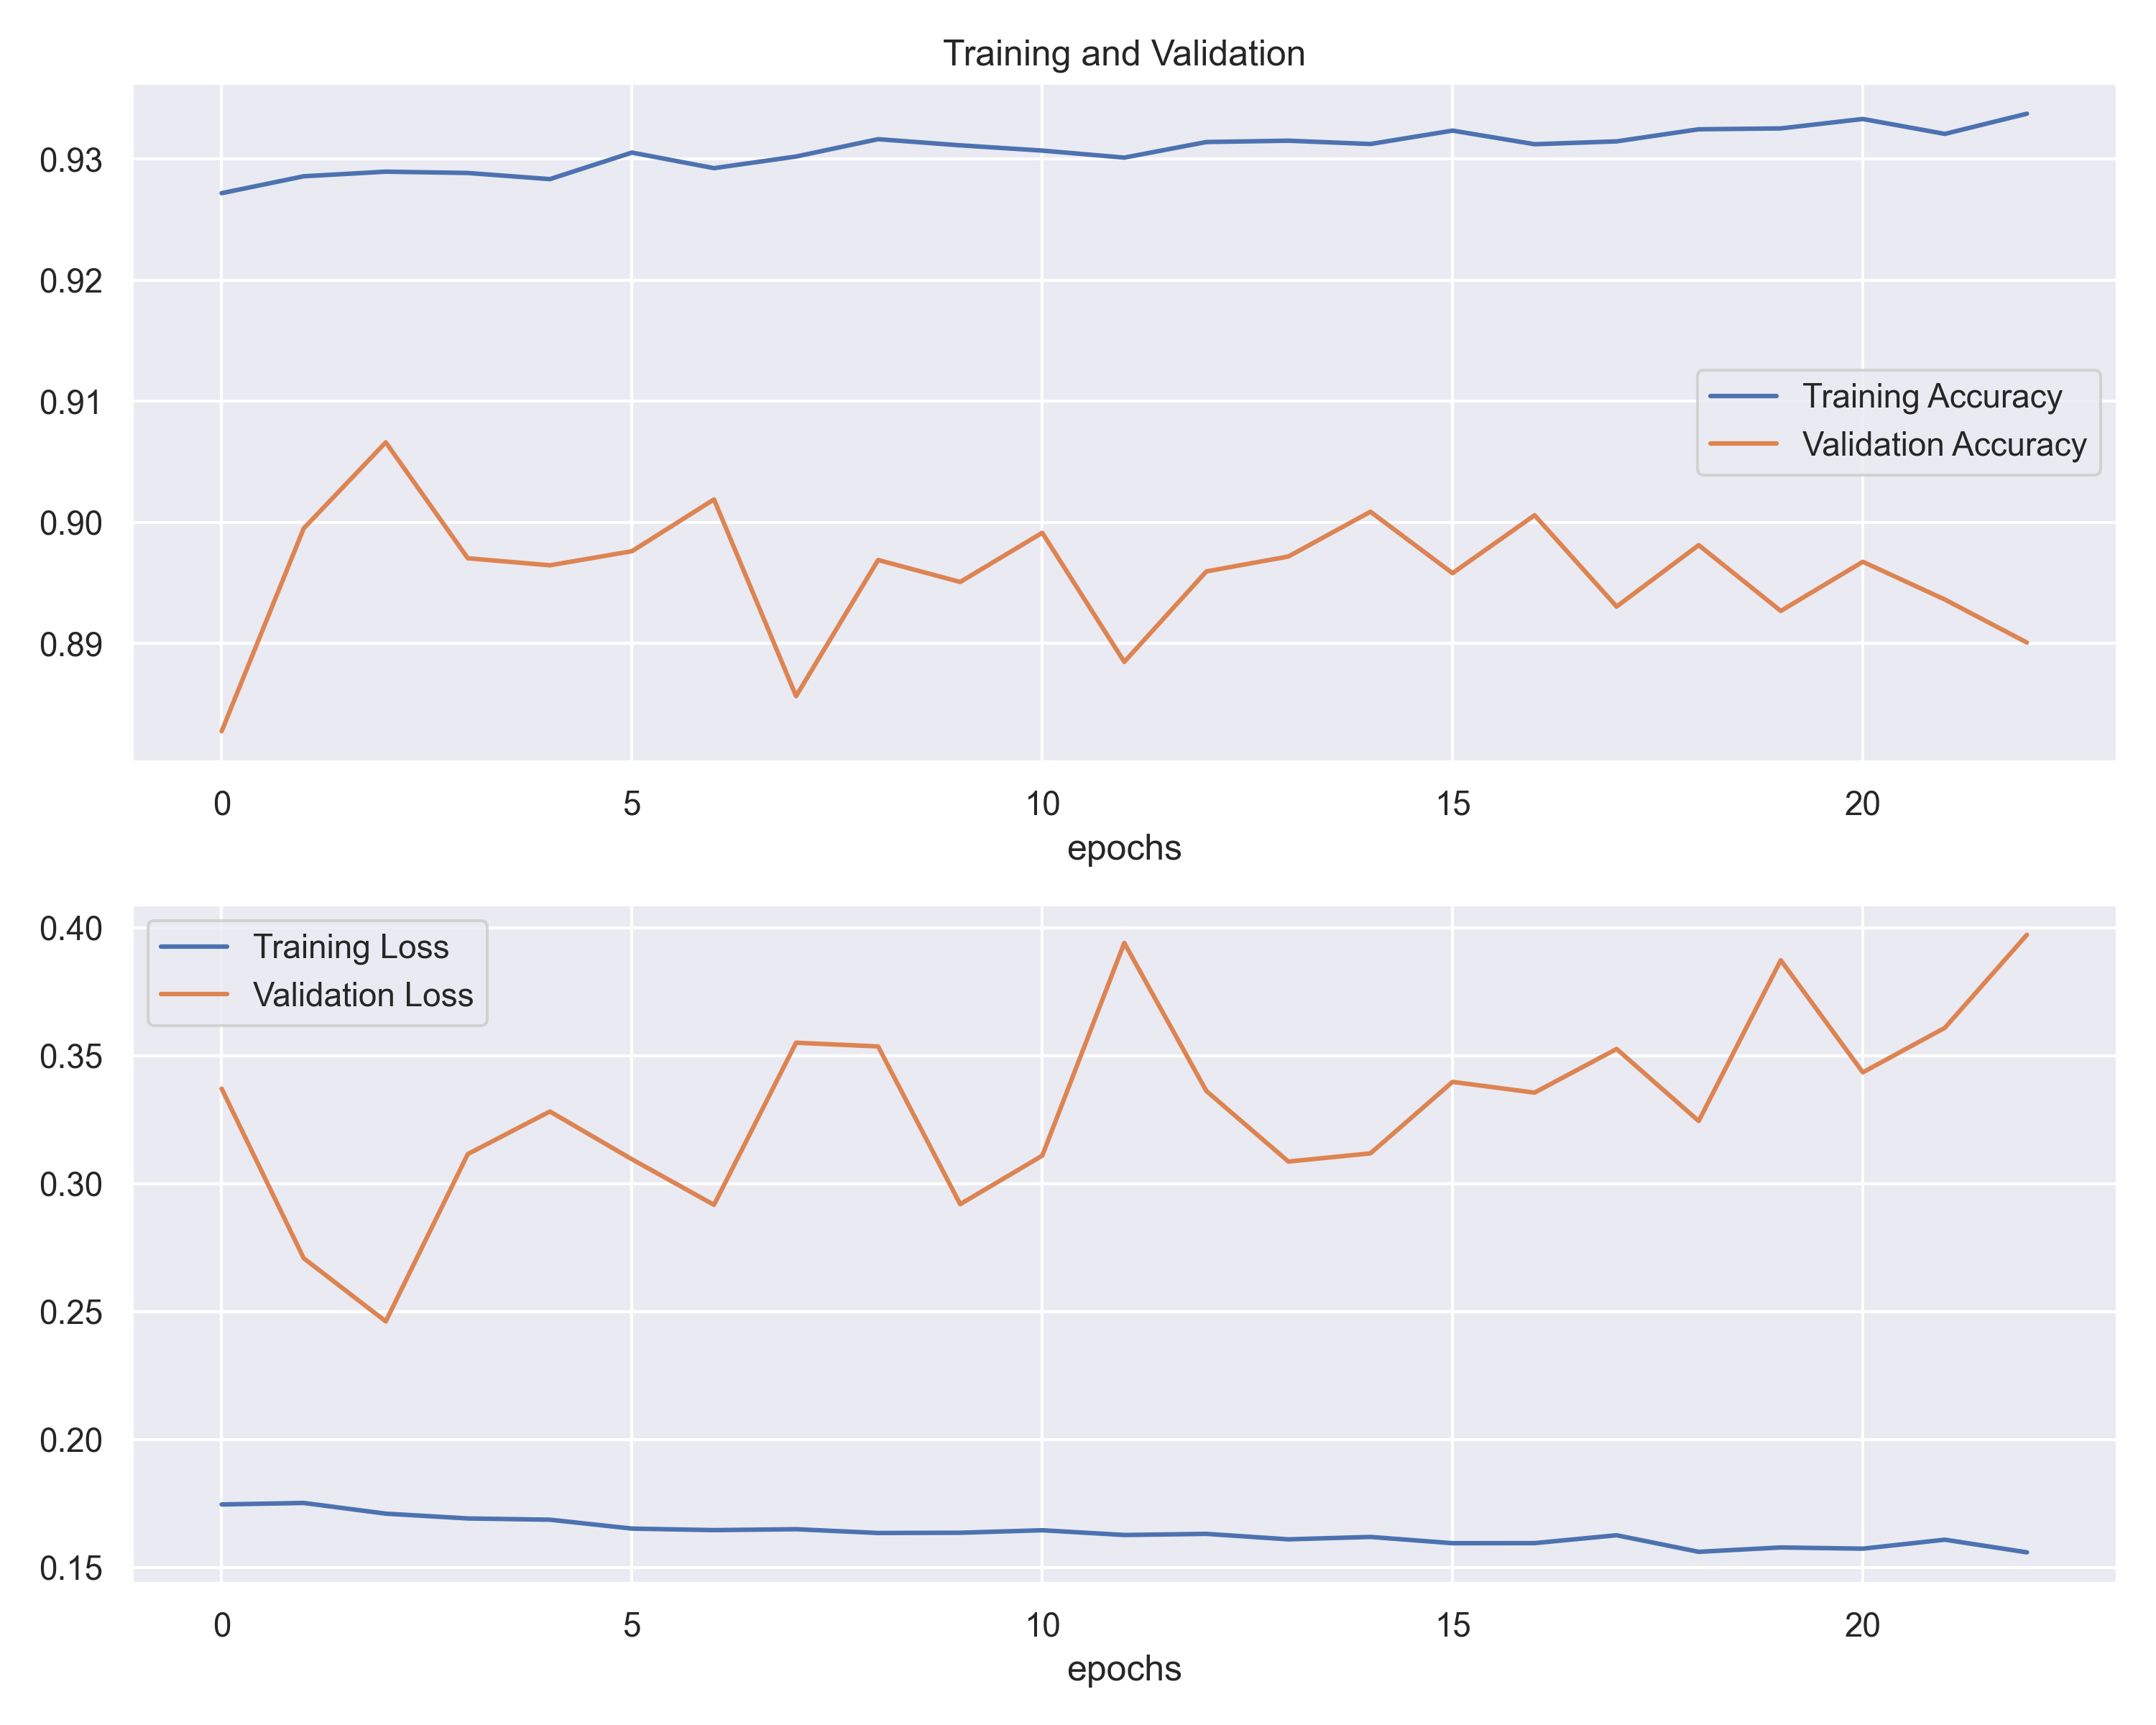 Training and Validation
0.93
0.92
0.91
0.90
0.89
Training Accuracy
Validation Accuracy
0 5 10 15 20
epochs
0.40
0.35
0.30
0.25
0.20
0.15
Training Loss
Validation Loss
0 5 10 15 20
epochs